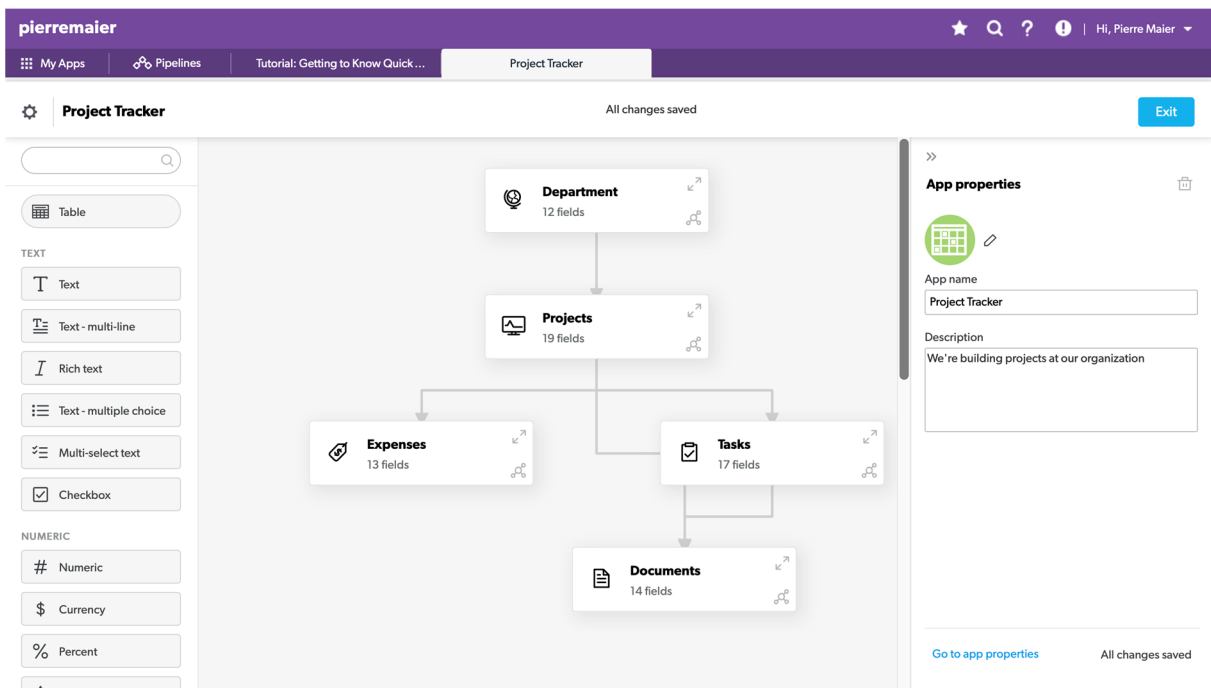 pierremaier
Hi, Pierre Maier
My Apps
Pipelines
Tutorial: Getting to Know Quick ...
Project Tracker
Project Tracker
All changes saved
Exit
Table
TEXT
Text
Text - multi-line
Rich text
Text - multiple choice
Multi-select text
Checkbox
NUMERIC
# Numeric
$ Currency
% Percent
Department
12 fields
Projects
19 fields
Expenses
13 fields
Tasks
17 fields
Documents
14 fields
App properties
App name
Project Tracker
Description
We're building projects at our organization
Go to app properties
All changes saved